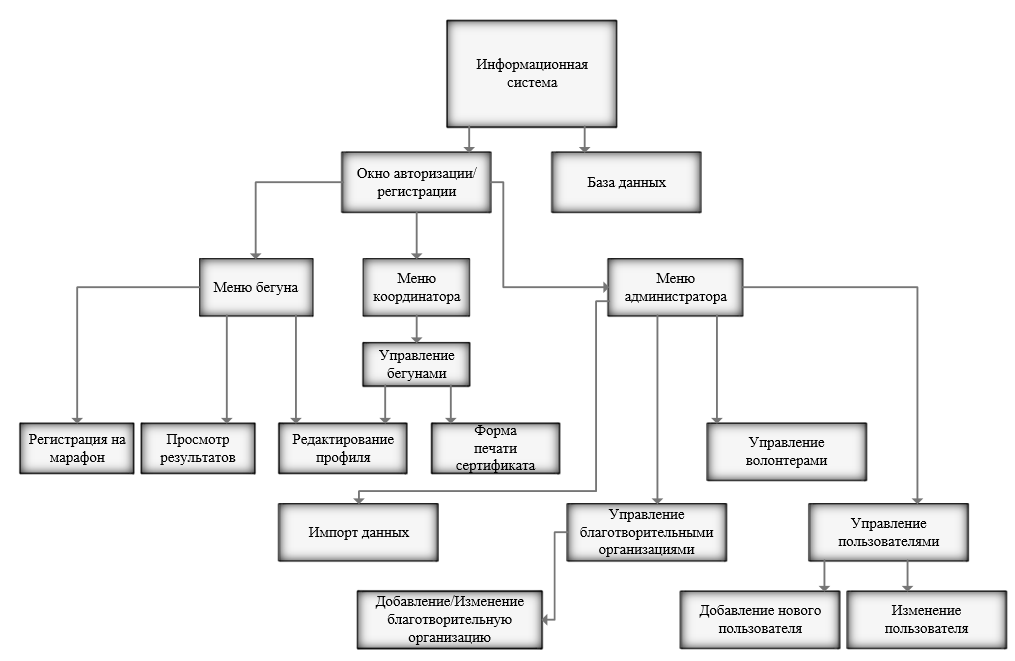 Информационная
система
Окно авторизации/
регистрации
База данных
Меню бегуна
Меню
координатора
Меню
администратора
Управление
бегунами
Регистрация на
марафон
Просмотр
результатов
Редактирование
профиля
Форма
печати
сертификата
Управление
волонтерами
Импорт данных
Управление
благотворительными
организациями
Управление
пользователями
Добавление/Изменение
благотворительную
организацию
Добавление нового
пользователя
Изменение
пользователя